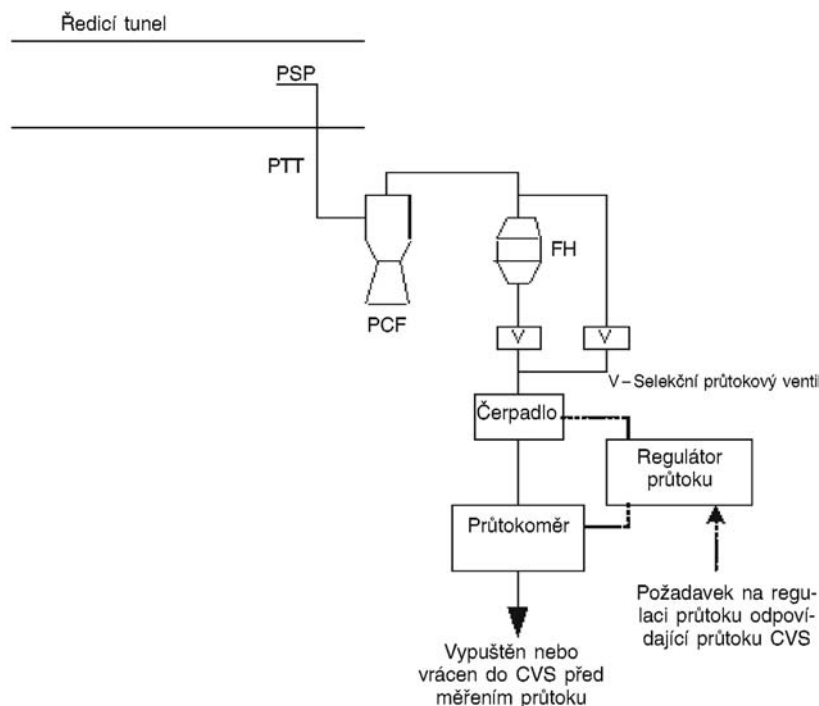 Ředicí tunel
PSP
PTT
FH
PCF
V
V
V – Selekční průtokový ventil
Čerpadlo
Regulátor
průtoku
Průtokoměr
Požadavek na regu-
laci průtoku odpoví-
dající průtoku CVS
Vypuštěn nebo
vrácen do CVS před
měřením průtoku